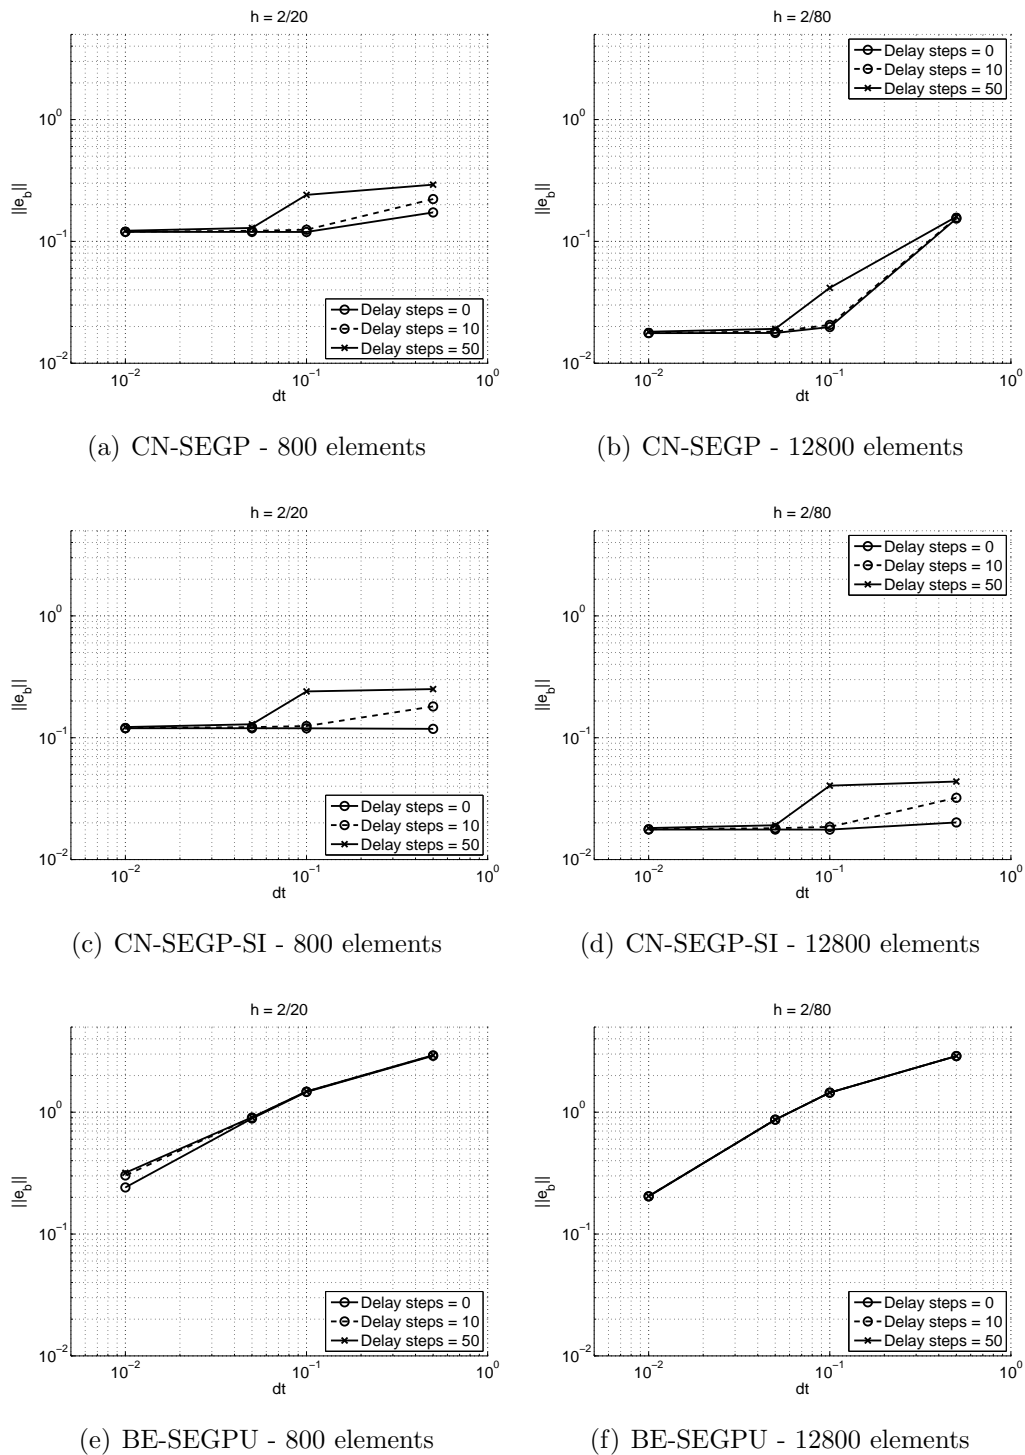 h = 2/20
||e_b||
10^0
10^-1
10^-2
10^-2
10^-1
10^0
dt
Delay steps = 0
Delay steps = 10
Delay steps = 50
(a) CN-SEGP - 800 elements
h = 2/80
||e_b||
10^0
10^-1
10^-2
10^-2
10^-1
10^0
dt
Delay steps = 0
Delay steps = 10
Delay steps = 50
(b) CN-SEGP - 12800 elements
h = 2/20
||e_b||
10^0
10^-1
10^-2
10^-2
10^-1
10^0
dt
Delay steps = 0
Delay steps = 10
Delay steps = 50
(c) CN-SEGP-SI - 800 elements
h = 2/80
||e_b||
10^0
10^-1
10^-2
10^-2
10^-1
10^0
dt
Delay steps = 0
Delay steps = 10
Delay steps = 50
(d) CN-SEGP-SI - 12800 elements
h = 2/20
||e_b||
10^0
10^-1
10^-2
10^-2
10^-1
10^0
dt
Delay steps = 0
Delay steps = 10
Delay steps = 50
(e) BE-SEGPU - 800 elements
h = 2/80
||e_b||
10^0
10^-1
10^-2
10^-2
10^-1
10^0
dt
Delay steps = 0
Delay steps = 10
Delay steps = 50
(f) BE-SEGPU - 12800 elements